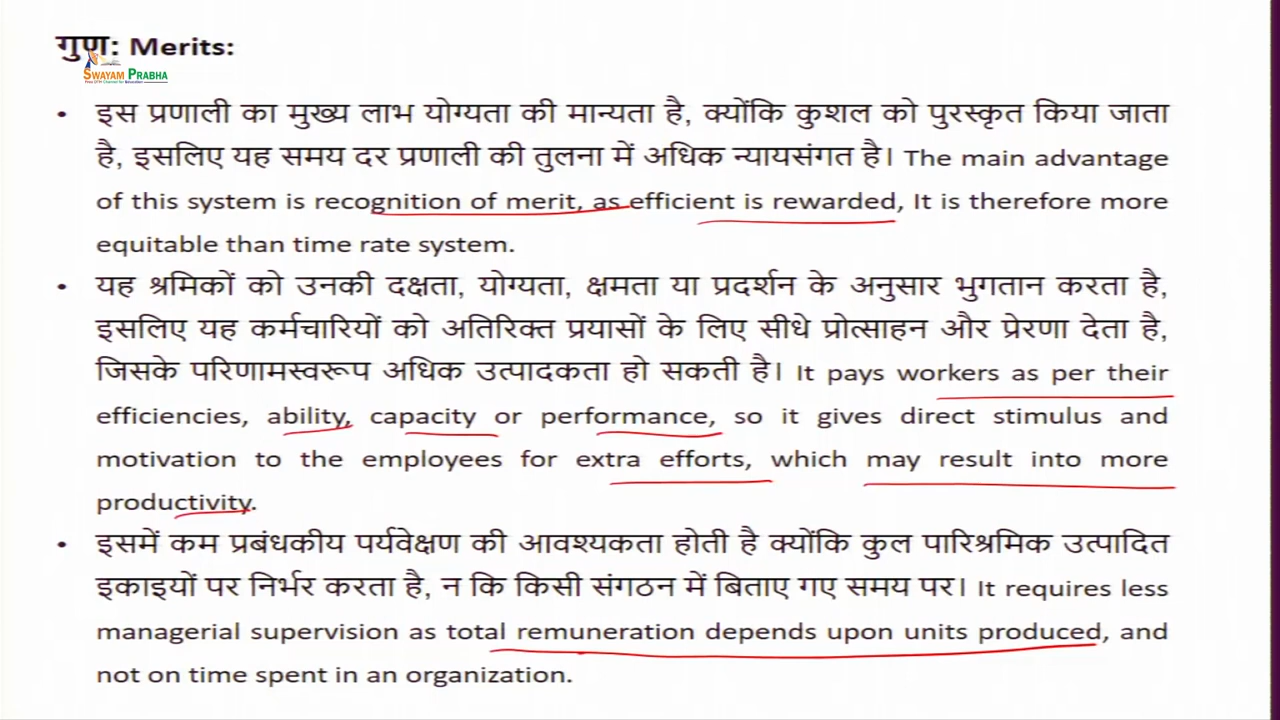 गुण: Merits:
SWAYAM PRABHA
• इस प्रणाली का मुख्य लाभ योग्यता की मान्यता है, क्योंकि कुशल को पुरस्कृत किया जाता
है, इसलिए यह समय दर प्रणाली की तुलना में अधिक न्यायसंगत है। The main advantage
of this system is recognition of merit, as efficient is rewarded, It is therefore more
equitable than time rate system.
• यह श्रमिकों को उनकी दक्षता, योग्यता, क्षमता या प्रदर्शन के अनुसार भुगतान करता है,
इसलिए यह कर्मचारियों को अतिरिक्त प्रयासों के लिए सीधे प्रोत्साहन और प्रेरणा देता है,
जिसके परिणामस्वरूप अधिक उत्पादकता हो सकती है। It pays workers as per their
efficiencies, ability, capacity or performance, so it gives direct stimulus and
motivation to the employees for extra efforts, which may result into more
productivity.
• इसमें कम प्रबंधकीय पर्यवेक्षण की आवश्यकता होती है क्योंकि कुल पारिश्रमिक उत्पादित
इकाइयों पर निर्भर करता है, न कि किसी संगठन में बिताए गए समय पर। It requires less
managerial supervision as total remuneration depends upon units produced, and
not on time spent in an organization.